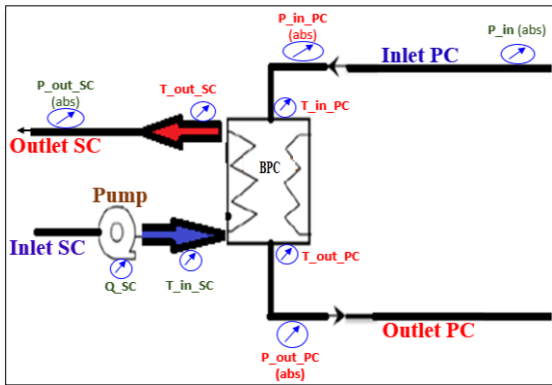 P_in_PC
(abs)
P_in (abs)
Inlet PC
P_out_SC
(abs)
T_out_SC
T_in_PC
Outlet SC
BPC
Pump
Inlet SC
T_out_PC
Q_SC
T_in_SC
Outlet PC
P_out_PC
(abs)